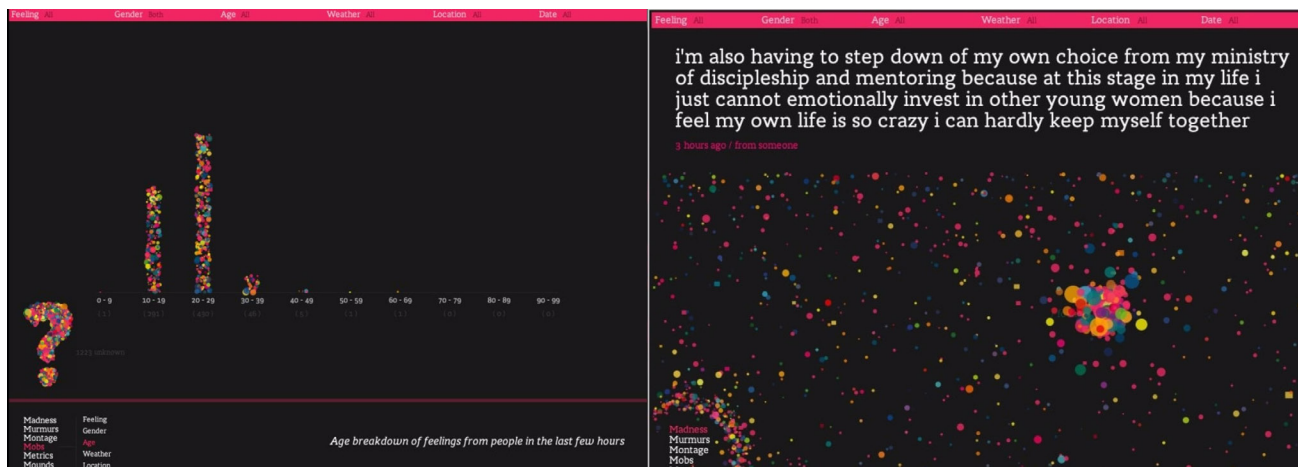 Feeling All Gender Both Age All Weather All Location All Date All
0 - 9 10 - 19 20 - 29 30 - 39 40 - 49 50 - 59 60 - 69 70 - 79 80 - 89 90 - 99
unknown
Madness
Murmurs
Montage
Mobs
Metrics
Mounds
Feeling
Gender
Age
Weather
Location
Age breakdown of feelings from people in the last few hours
Feeling All Gender Both Age All Weather All Location All Date All
i'm also having to step down of my own choice from my ministry
of discipleship and mentoring because at this stage in my life i
just cannot emotionally invest in other young women because i
feel my own life is so crazy i can hardly keep myself together
3 hours ago / from someone
Madness
Murmurs
Montage
Mobs